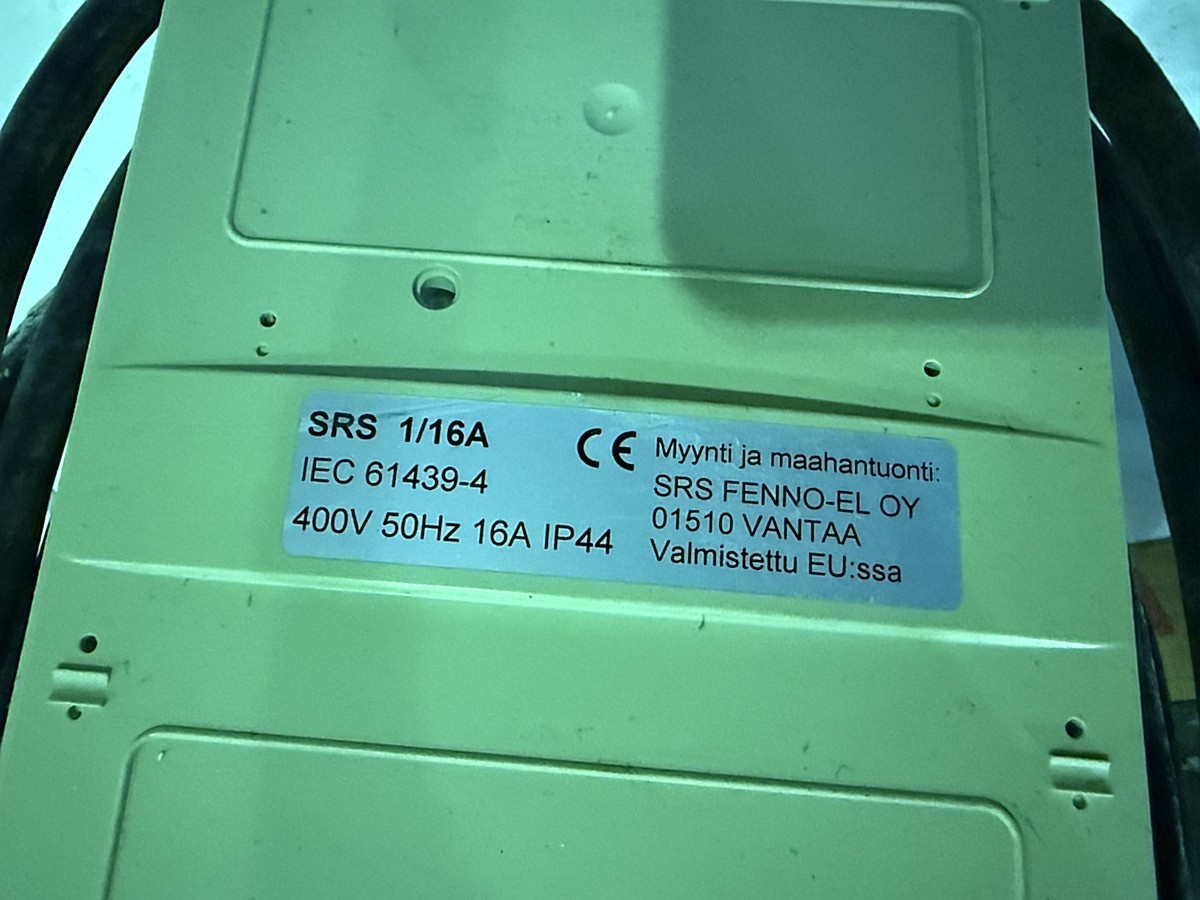 SRS 1/16A
IEC 61439-4
400V 50Hz 16A IP44
CE
Myynti ja maahantuonti:
SRS FENNO-EL OY
01510 VANTAA
Valmistettu EU:ssa